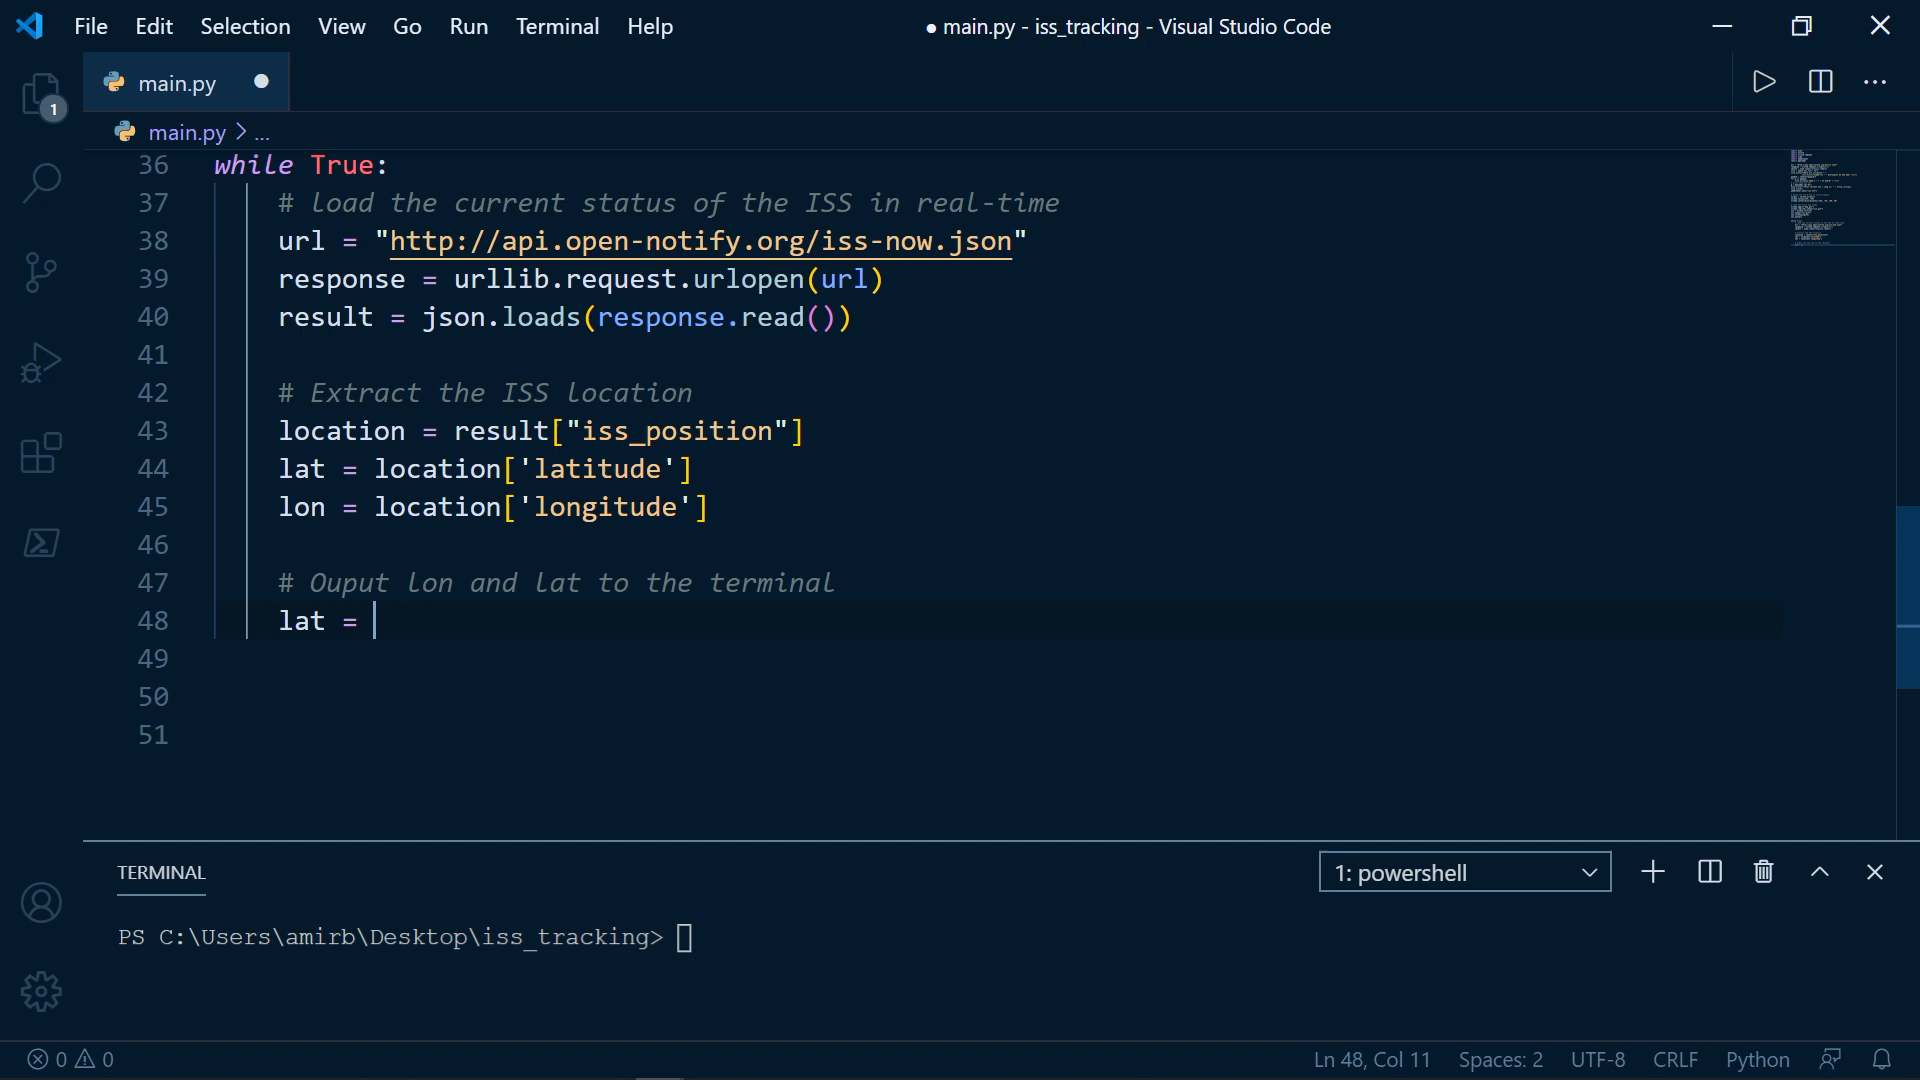 File Edit Selection View Go Run Terminal Help
● main.py - iss_tracking - Visual Studio Code
1
main.py ●
main.py > ...
36 while True:
37 # load the current status of the ISS in real-time
38 url = "http://api.open-notify.org/iss-now.json"
39 response = urllib.request.urlopen(url)
40 result = json.loads(response.read())
41
42 # Extract the ISS location
43 location = result["iss_position"]
44 lat = location['latitude']
45 lon = location['longitude']
46
47 # Ouput lon and lat to the terminal
48 lat =
49
50
51
TERMINAL
1: powershell
PS C:\Users\amirb\Desktop\iss_tracking>
0 0
Ln 48, Col 11 Spaces: 2 UTF-8 CRLF Python